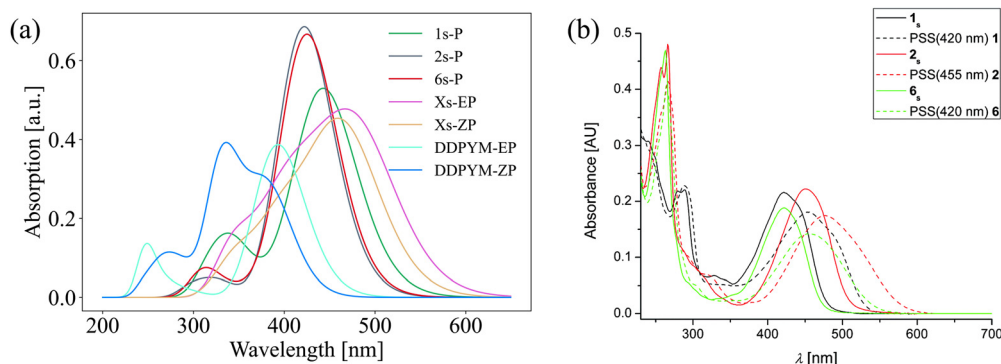 (a)
Absorption [a.u.]
0.6
0.4
0.2
0.0
200
300
400
500
600
Wavelength [nm]
1s-P
2s-P
6s-P
Xs-EP
Xs-ZP
DDPYM-EP
DDPYM-ZP
(b)
Absorbance [AU]
0.5
0.4
0.3
0.2
0.1
0.0
300
400
500
600
700
λ [nm]
1s
PSS(420 nm) 1
2s
PSS(455 nm) 2
6s
PSS(420 nm) 6